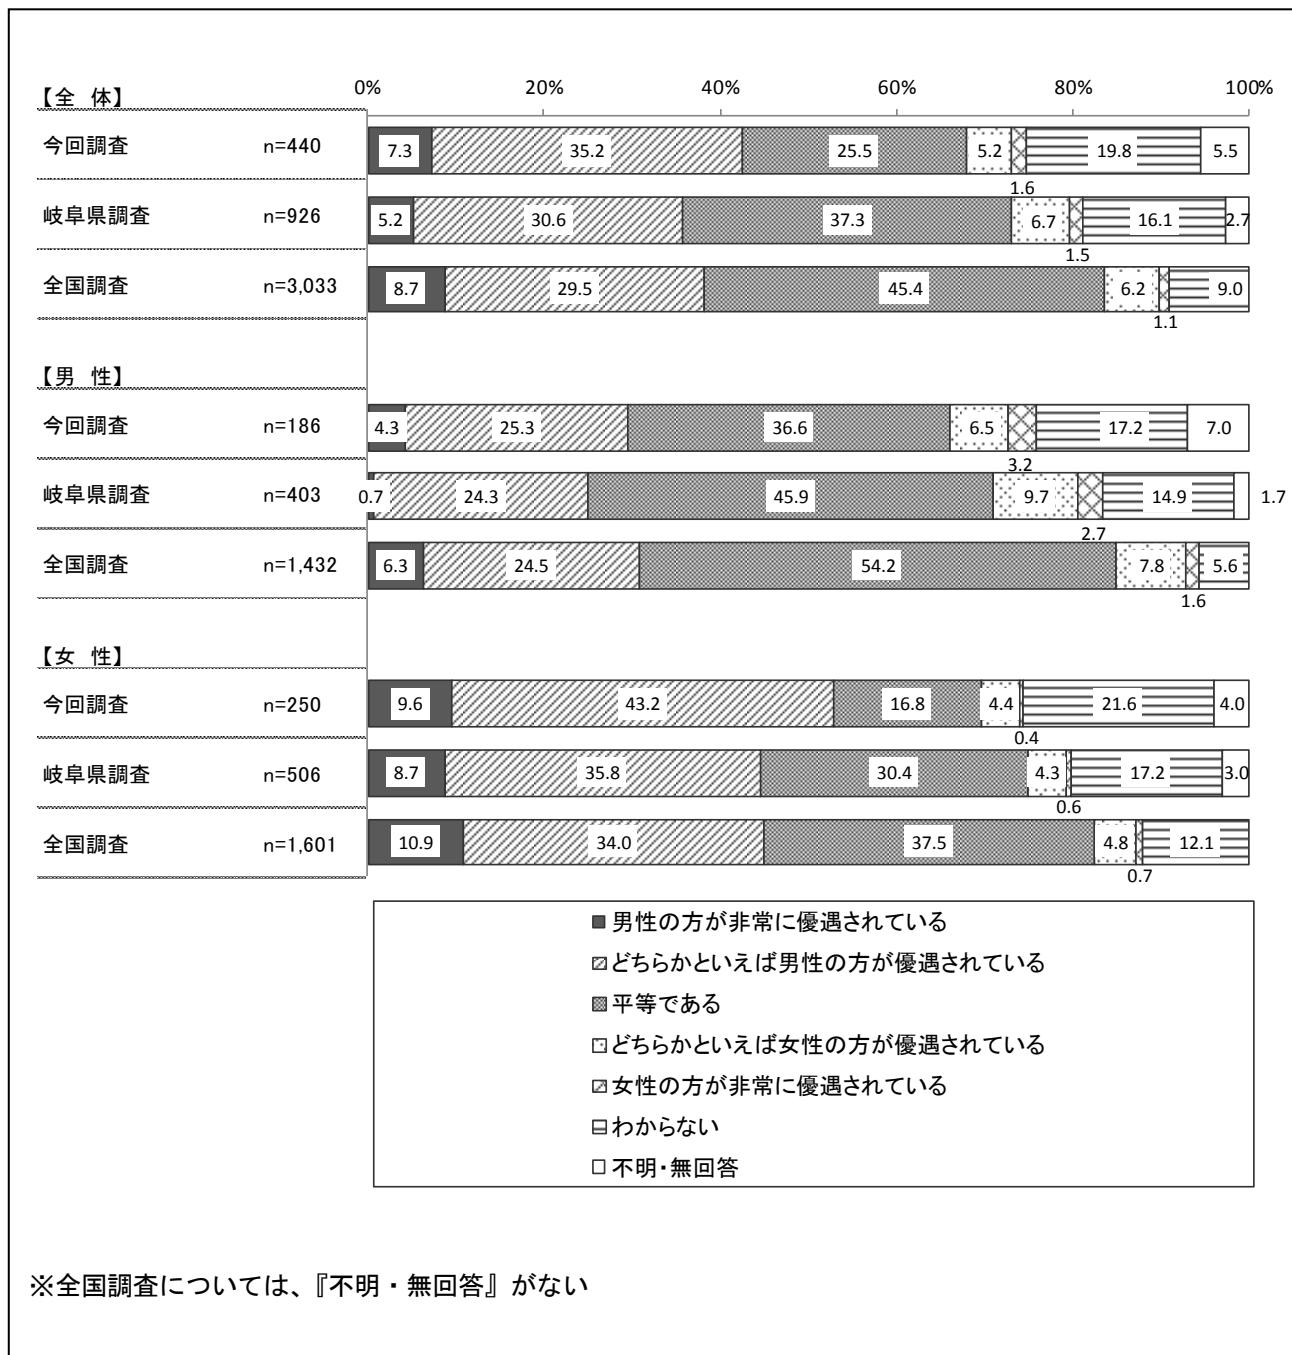 0% 20% 40% 60% 80% 100%
【全 体】
今回調査 n=440 7.3 35.2 25.5 5.2 1.6 19.8 5.5
岐阜県調査 n=926 5.2 30.6 37.3 6.7 1.5 16.1 2.7
全国調査 n=3,033 8.7 29.5 45.4 6.2 1.1 9.0
【男 性】
今回調査 n=186 4.3 25.3 36.6 6.5 3.2 17.2 7.0
岐阜県調査 n=403 0.7 24.3 45.9 9.7 2.7 14.9 1.7
全国調査 n=1,432 6.3 24.5 54.2 7.8 1.6 5.6
【女 性】
今回調査 n=250 9.6 43.2 16.8 4.4 0.4 21.6 4.0
岐阜県調査 n=506 8.7 35.8 30.4 4.3 0.6 17.2 3.0
全国調査 n=1,601 10.9 34.0 37.5 4.8 0.7 12.1
男性の方が非常に優遇されている
どちらかといえば男性の方が優遇されている
平等である
どちらかといえば女性の方が優遇されている
女性の方が非常に優遇されている
わからない
不明・無回答
※全国調査については、『不明・無回答』がない